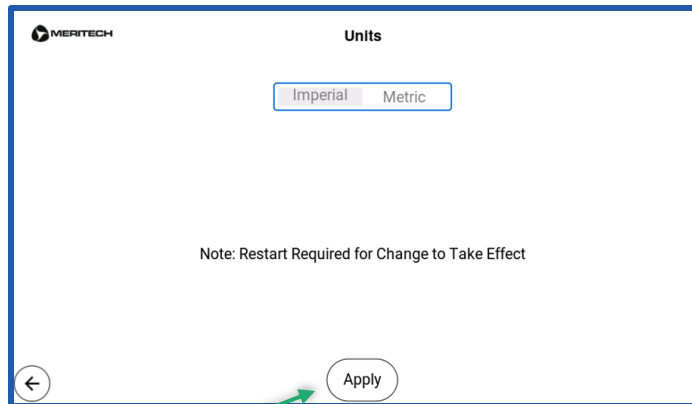 MERITECH
Units
Imperial Metric
Note: Restart Required for Change to Take Effect
Apply